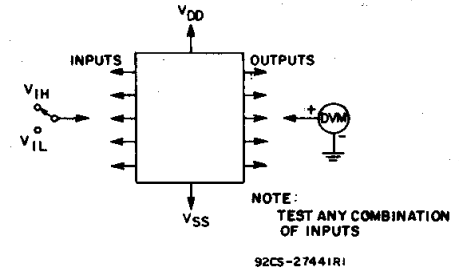 VDD
INPUTS
OUTPUTS
VIH
VIL
+
DVM
-
VSS
NOTE:
TEST ANY COMBINATION
OF INPUTS
92CS-27441R1